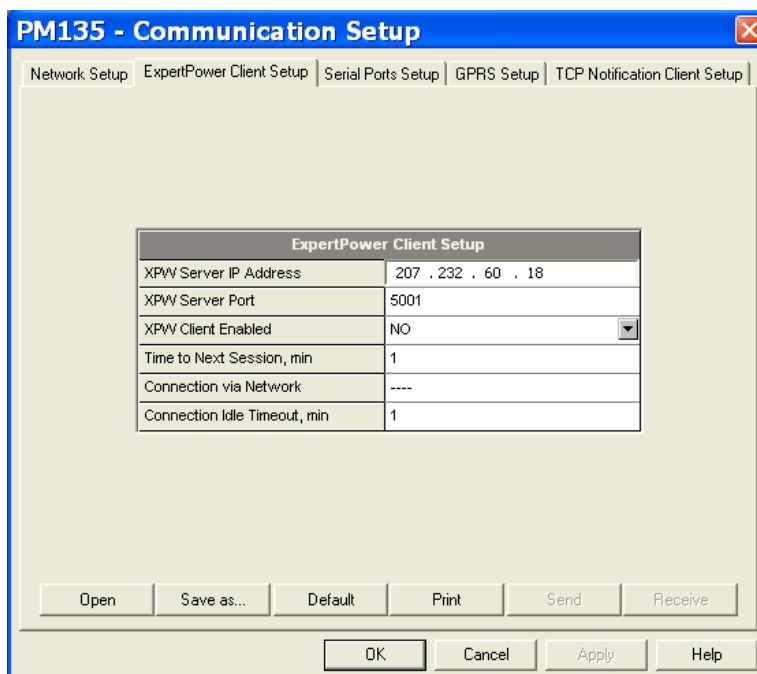 PM135 - Communication Setup
Network Setup ExpertPower Client Setup Serial Ports Setup GPRS Setup TCP Notification Client Setup
ExpertPower Client Setup
XPW Server IP Address 207 . 232 . 60 . 18
XPW Server Port 5001
XPW Client Enabled NO
Time to Next Session, min 1
Connection via Network ----
Connection Idle Timeout, min 1
Open Save as... Default Print Send Receive
OK Cancel Apply Help